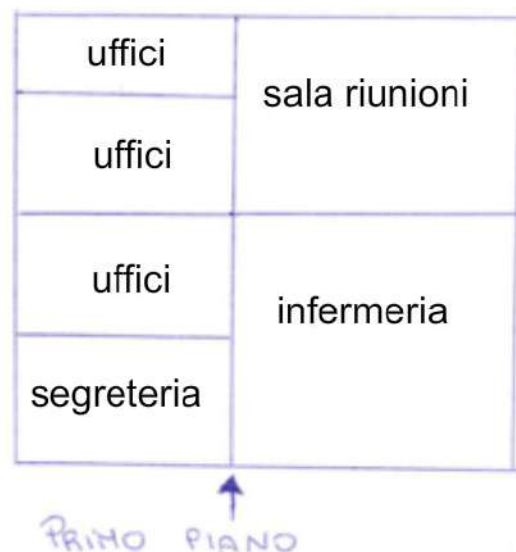 uffici
sala riunioni
uffici
uffici
infermeria
segreteria
PRIMO PIANO